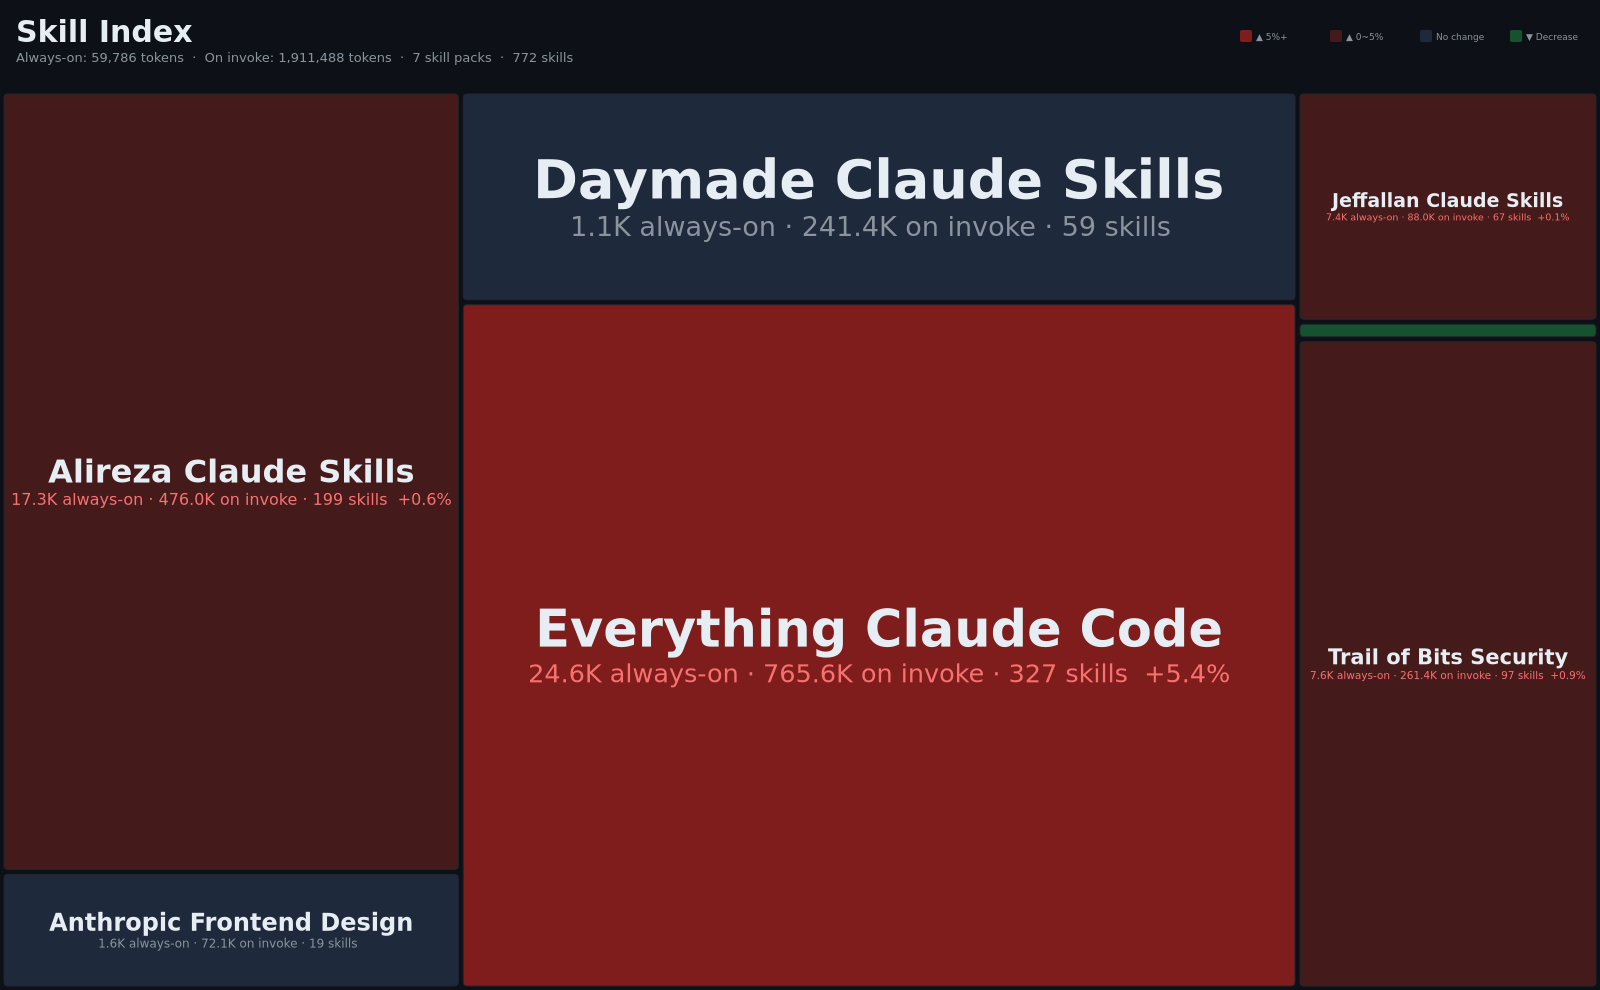 Skill Index
Always-on: 59,786 tokens · On invoke: 1,911,488 tokens · 7 skill packs · 772 skills
▲ 5%+
▲ 0~5%
No change
▼ Decrease
Alireza Claude Skills
17.3K always-on · 476.0K on invoke · 199 skills +0.6%
Anthropic Frontend Design
1.6K always-on · 72.1K on invoke · 19 skills
Daymade Claude Skills
1.1K always-on · 241.4K on invoke · 59 skills
Everything Claude Code
24.6K always-on · 765.6K on invoke · 327 skills +5.4%
Jeffallan Claude Skills
7.4K always-on · 88.0K on invoke · 67 skills +0.1%
Trail of Bits Security
7.6K always-on · 261.4K on invoke · 97 skills +0.9%